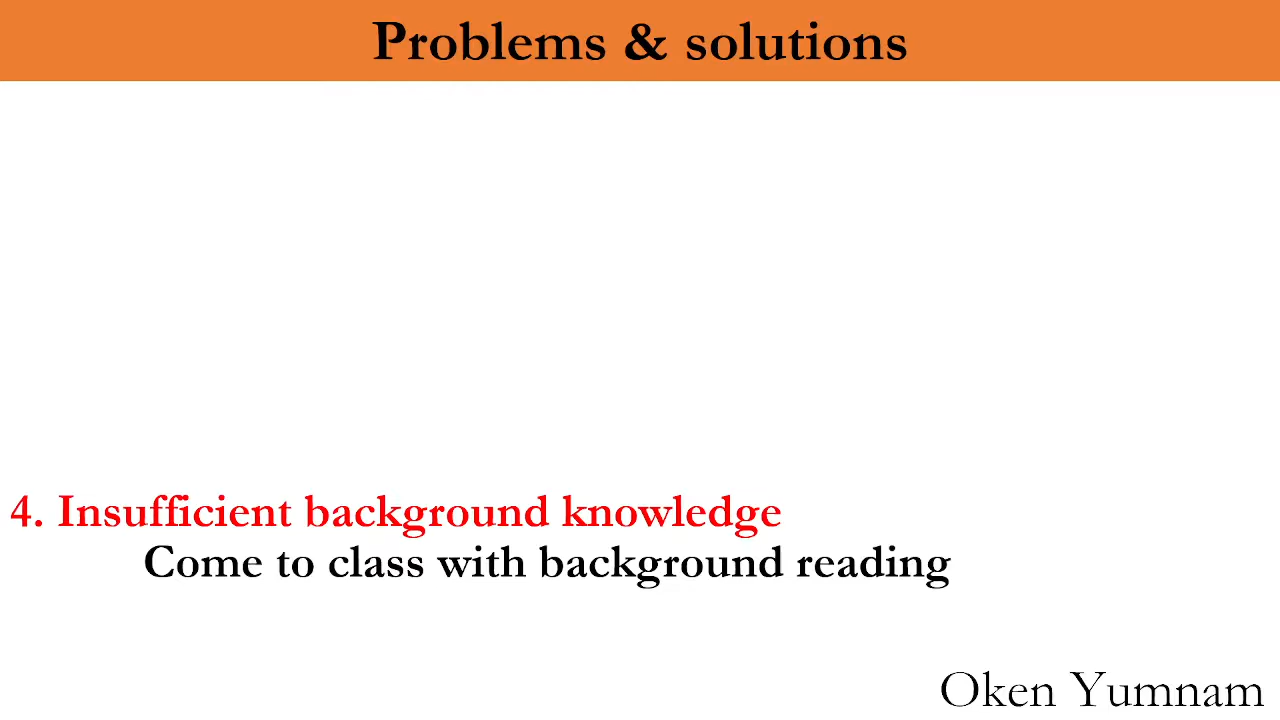 Problems & solutions
4. Insufficient background knowledge
Come to class with background reading
Oken Yumnam